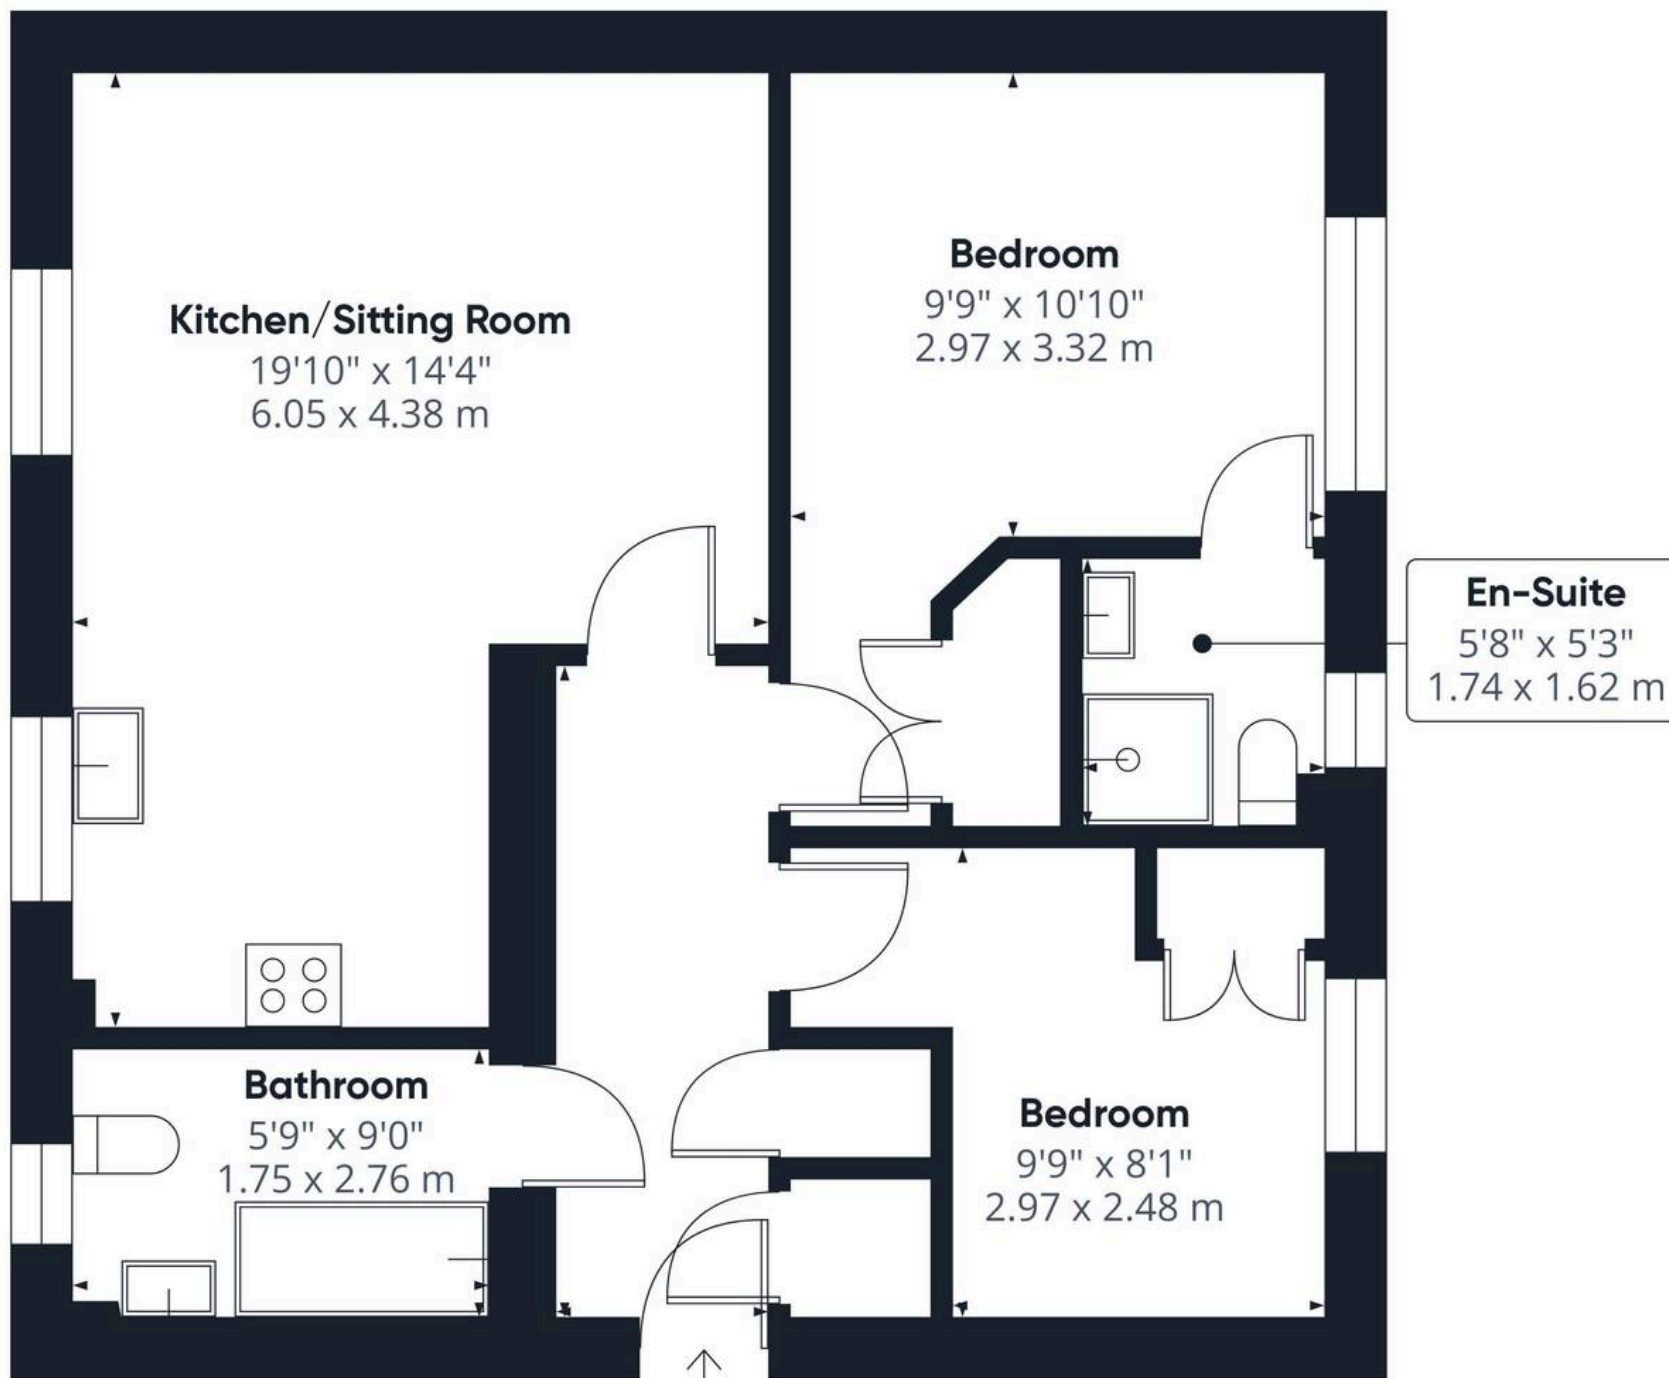 Kitchen/Sitting Room
19'10" x 14'4"
6.05 x 4.38 m
Bedroom
9'9" x 10'10"
2.97 x 3.32 m
En-Suite
5'8" x 5'3"
1.74 x 1.62 m
Bathroom
5'9" x 9'0"
1.75 x 2.76 m
Bedroom
9'9" x 8'1"
2.97 x 2.48 m